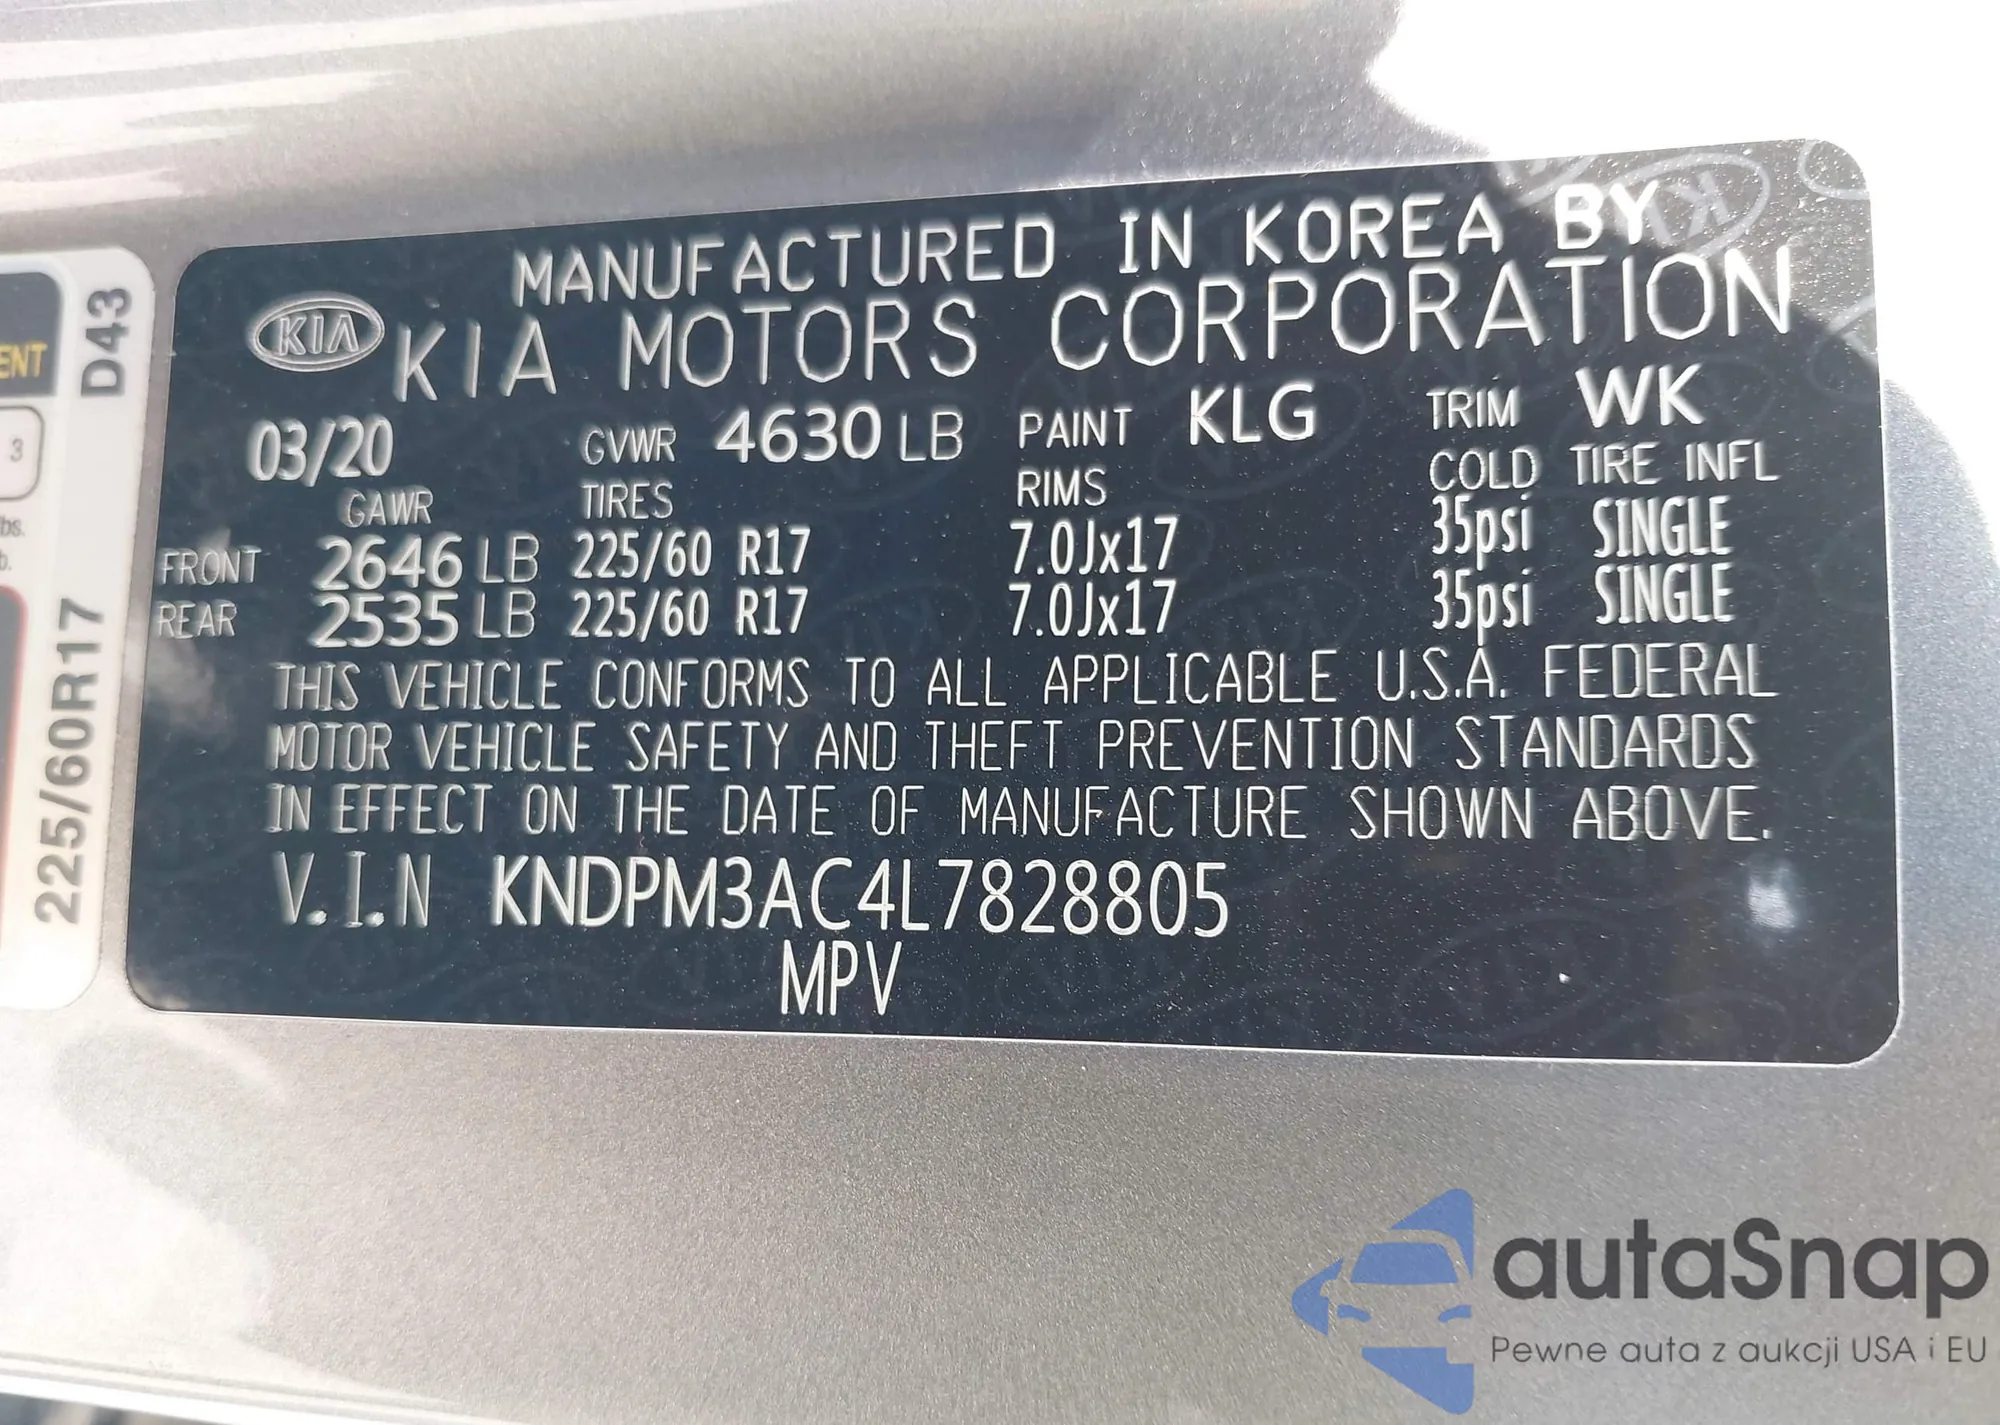 MANUFACTURED IN KOREA BY
KIA KIA MOTORS CORPORATION
03/20 GVWR 4630 LB PAINT KLG TRIM WK
GAWR TIRES RIMS COLD TIRE INFL
FRONT 2646 LB 225/60 R17 7.0Jx17 35psi SINGLE
REAR 2535 LB 225/60 R17 7.0Jx17 35psi SINGLE
THIS VEHICLE CONFORMS TO ALL APPLICABLE U.S.A. FEDERAL
MOTOR VEHICLE SAFETY AND THEFT PREVENTION STANDARDS
IN EFFECT ON THE DATE OF MANUFACTURE SHOWN ABOVE.
V.I.N KNDPM3AC4L7828805
MPV
D43
225/60R17
3
autaSnap
Pewne auta z aukcji USA i EU